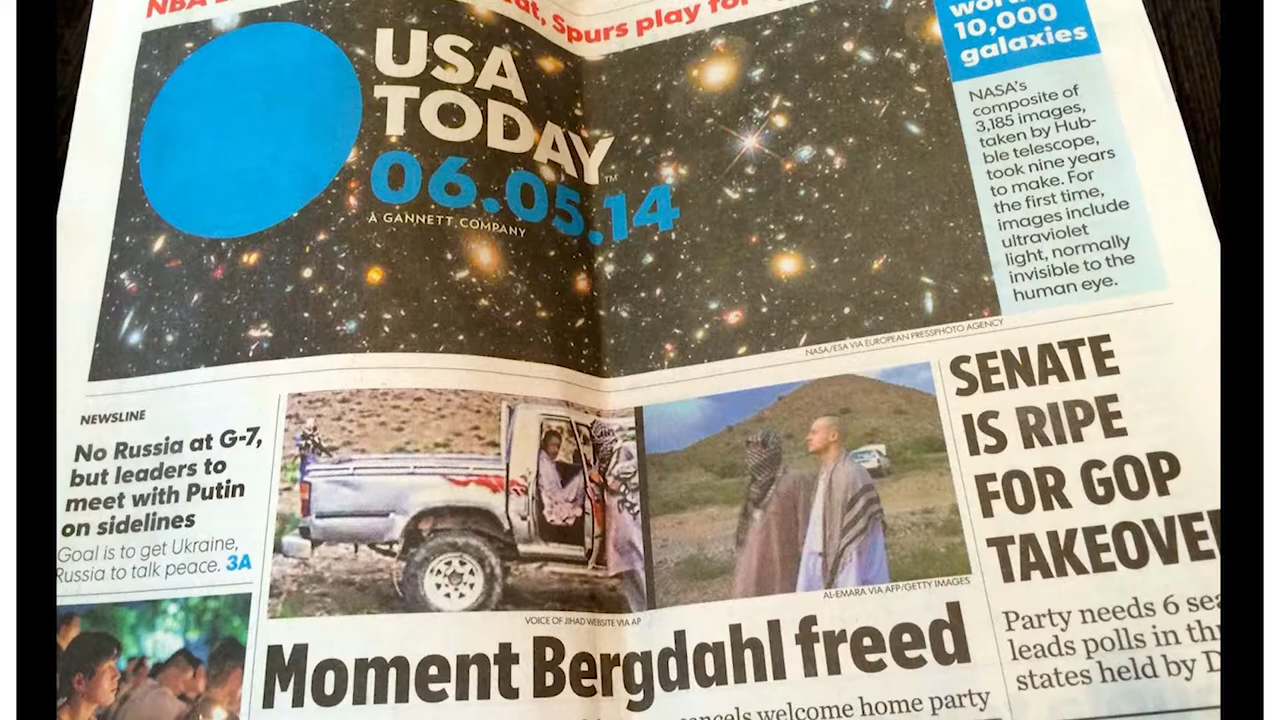 NBA
at, Spurs play for
USA
TODAY
™
06.05.14
A GANNETT COMPANY
10,000
galaxies
NASA's
composite of
3,185 images,
taken by Hub-
ble telescope,
took nine years
to make. For
the first time,
images include
ultraviolet
light, normally
invisible to the
human eye.
NASA/ESA VIA EUROPEAN PRESSPHOTO AGENCY
NEWSLINE
No Russia at G-7,
but leaders to
meet with Putin
on sidelines
Goal is to get Ukraine,
Russia to talk peace. 3A
VOICE OF JIHAD WEBSITE VIA AP
AL-EMARA VIA AFP/GETTY IMAGES
Moment Bergdahl freed
ancels welcome home party
SENATE
IS RIPE
FOR GOP
TAKEOVE
Party needs 6 sea
leads polls in thr
states held by D